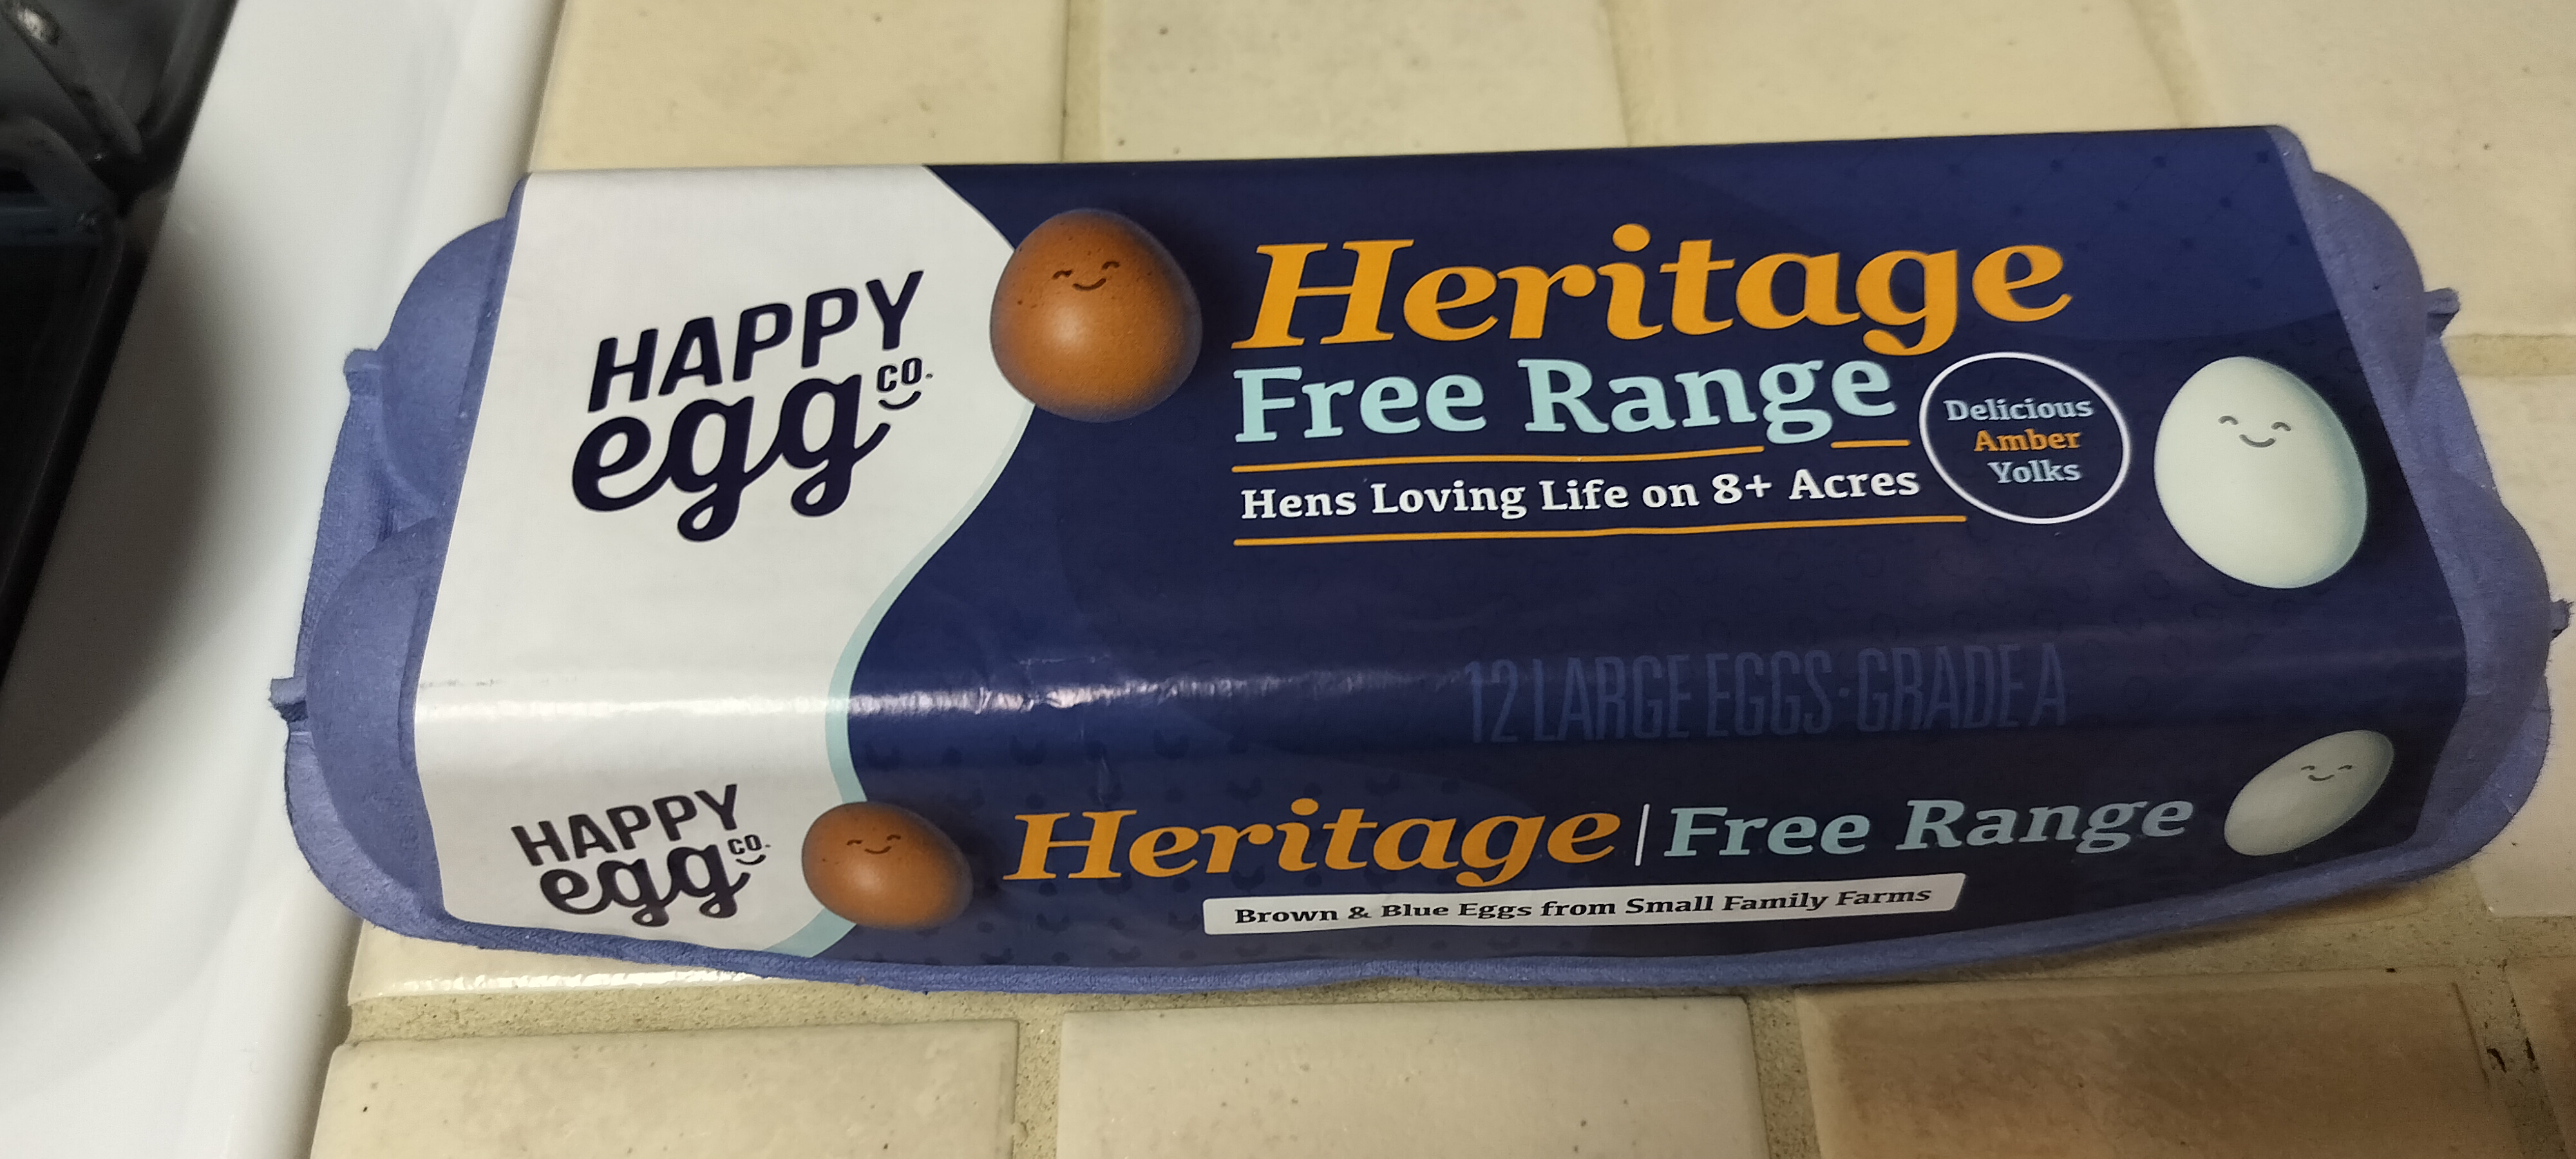 HAPPY
egg CO.
Heritage
Free Range
Hens Loving Life on 8+ Acres
Delicious
Amber
Yolks
12 LARGE EGGS·GRADE A
HAPPY
egg CO.
Heritage | Free Range
Brown & Blue Eggs from Small Family Farms